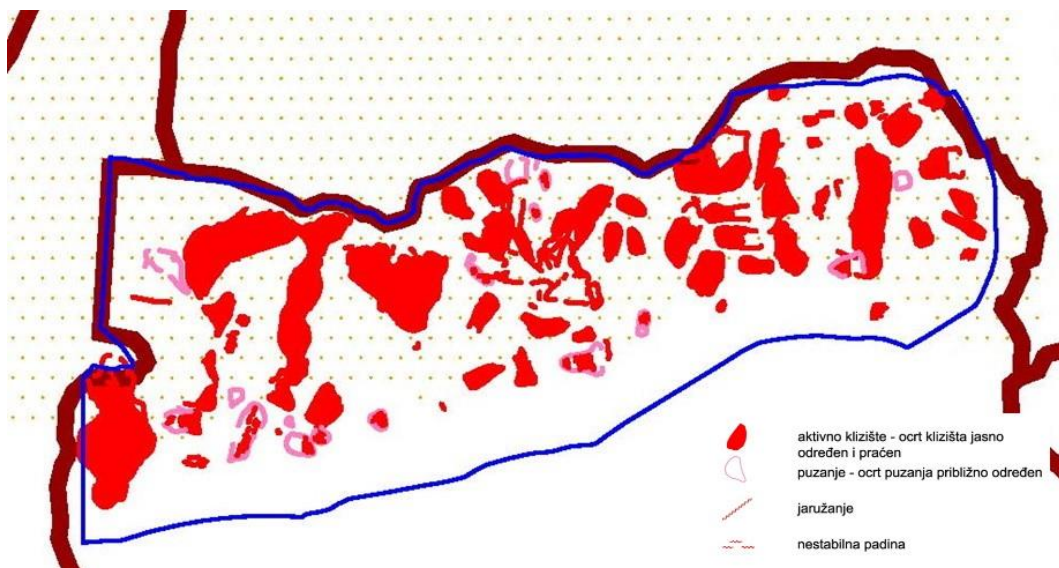 aktivno klizište - ocrt klizišta jasno
određen i praćen
puzanje - ocrt puzanja približno određen
jaružanje
nestabilna padina